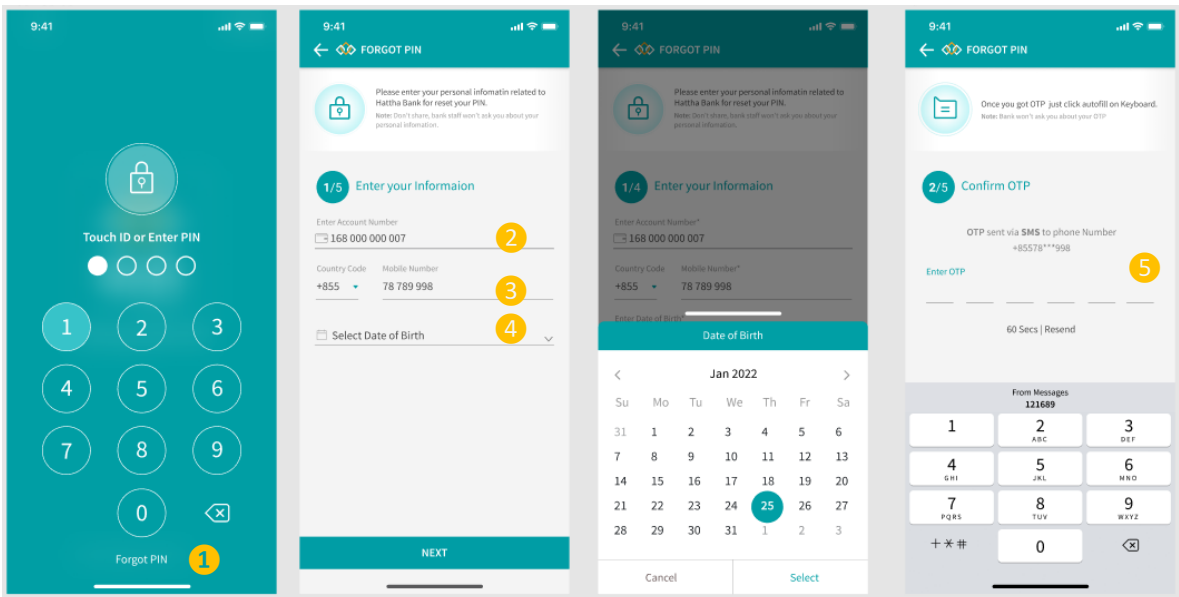 9:41
Touch ID or Enter PIN
1 2 3
4 5 6
7 8 9
0
Forgot PIN 1
9:41
FORGOT PIN
Please enter your personal infomatin related to
Hattha Bank for reset your PIN.
Note: Don't share, bank staff won't ask you about your
personal infomation.
1/5 Enter your Informaion
Enter Account Number
168 000 000 007 2
Country Code Mobile Number
+855 78 789 998 3
Select Date of Birth 4
NEXT
9:41
FORGOT PIN
Please enter your personal infomatin related to
Hattha Bank for reset your PIN.
Note: Don't share, bank staff won't ask you about your
personal infomation.
1/4 Enter your Informaion
Enter Account Number*
168 000 000 007
Country Code Mobile Number*
+855 78 789 998
Enter Date of Birth*
Date of Birth
Jan 2022
Su Mo Tu We Th Fr Sa
31 1 2 3 4 5 6
7 8 9 10 11 12 13
14 15 16 17 18 19 20
21 22 23 24 25 26 27
28 29 30 31 1 2 3
Cancel Select
9:41
FORGOT PIN
Once you got OTP just click autofill on Keyboard.
Note: Bank won't ask you about your OTP
2/5 Confirm OTP
OTP sent via SMS to phone Number
+85578***998
Enter OTP 5
60 Secs | Resend
From Messages
121689
1 2 3
ABC DEF
4 5 6
GHI JKL MNO
7 8 9
PQRS TUV WXYZ
+*# 0